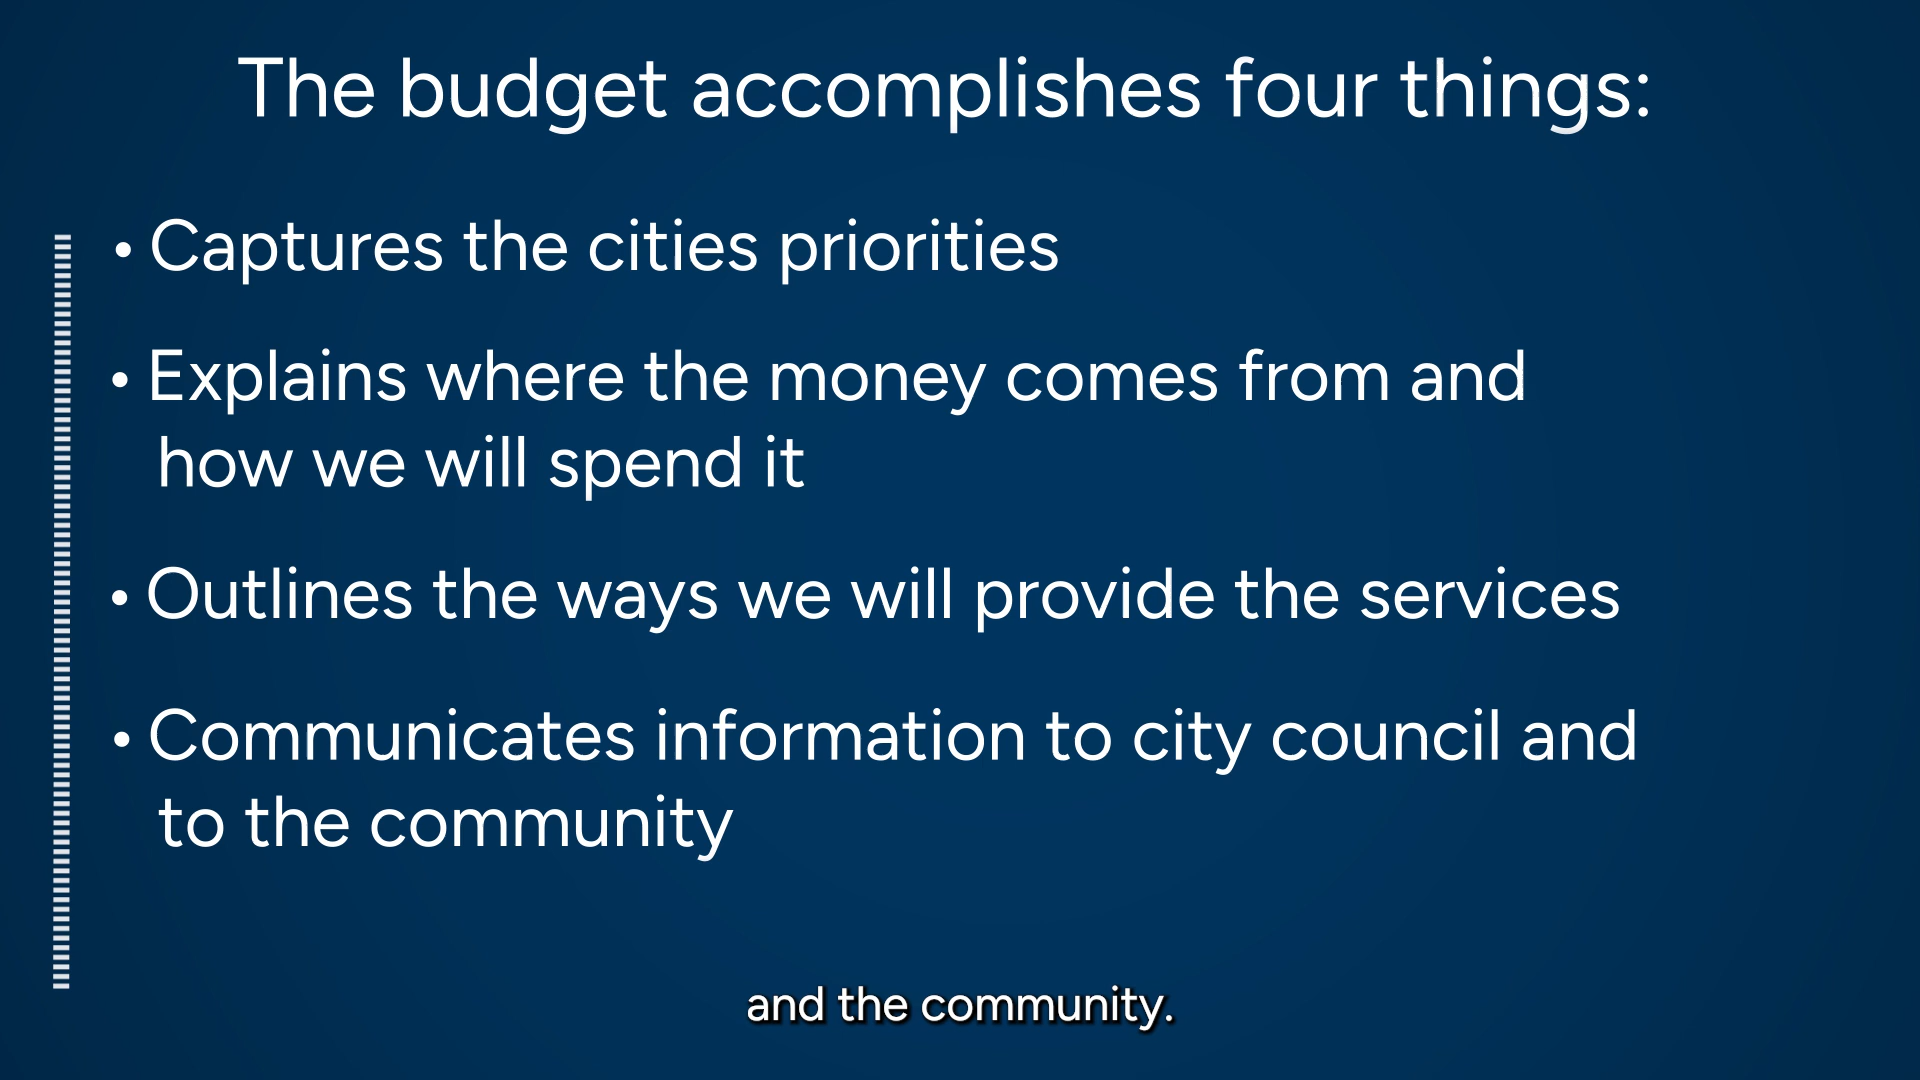 The budget accomplishes four things:
• Captures the cities priorities
• Explains where the money comes from and
how we will spend it
• Outlines the ways we will provide the services
• Communicates information to city council and
to the community
and the community.